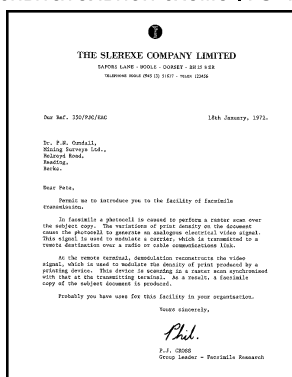 THE SLEREXE COMPANY LIMITED
SAPORS LANE - BOOLE - DORSET - BH 25 8 ER
TELEPHONE BOOLE (945 13) 51617 - TELEX 123456
Our Ref. 350/PJC/EAC
18th January, 1972.
Dr. P.N. Cundall,
Mining Surveys Ltd.,
Holroyd Road,
Reading,
Berks.
Dear Pete,
Permit me to introduce you to the facility of facsimile
transmission.
In facsimile a photocell is caused to perform a raster scan over
the subject copy. The variations of print density on the document
cause the photocell to generate an analogous electrical video signal.
This signal is used to modulate a carrier, which is transmitted to a
remote destination over a radio or cable communications link.
At the remote terminal, demodulation reconstructs the video
signal, which is used to modulate the density of print produced by a
printing device. This device is scanning in a raster scan synchronised
with that at the transmitting terminal. As a result, a facsimile
copy of the subject document is produced.
Probably you have uses for this facility in your organisation.
Yours sincerely,
Phil.
P.J. CROSS
Group Leader - Facsimile Research